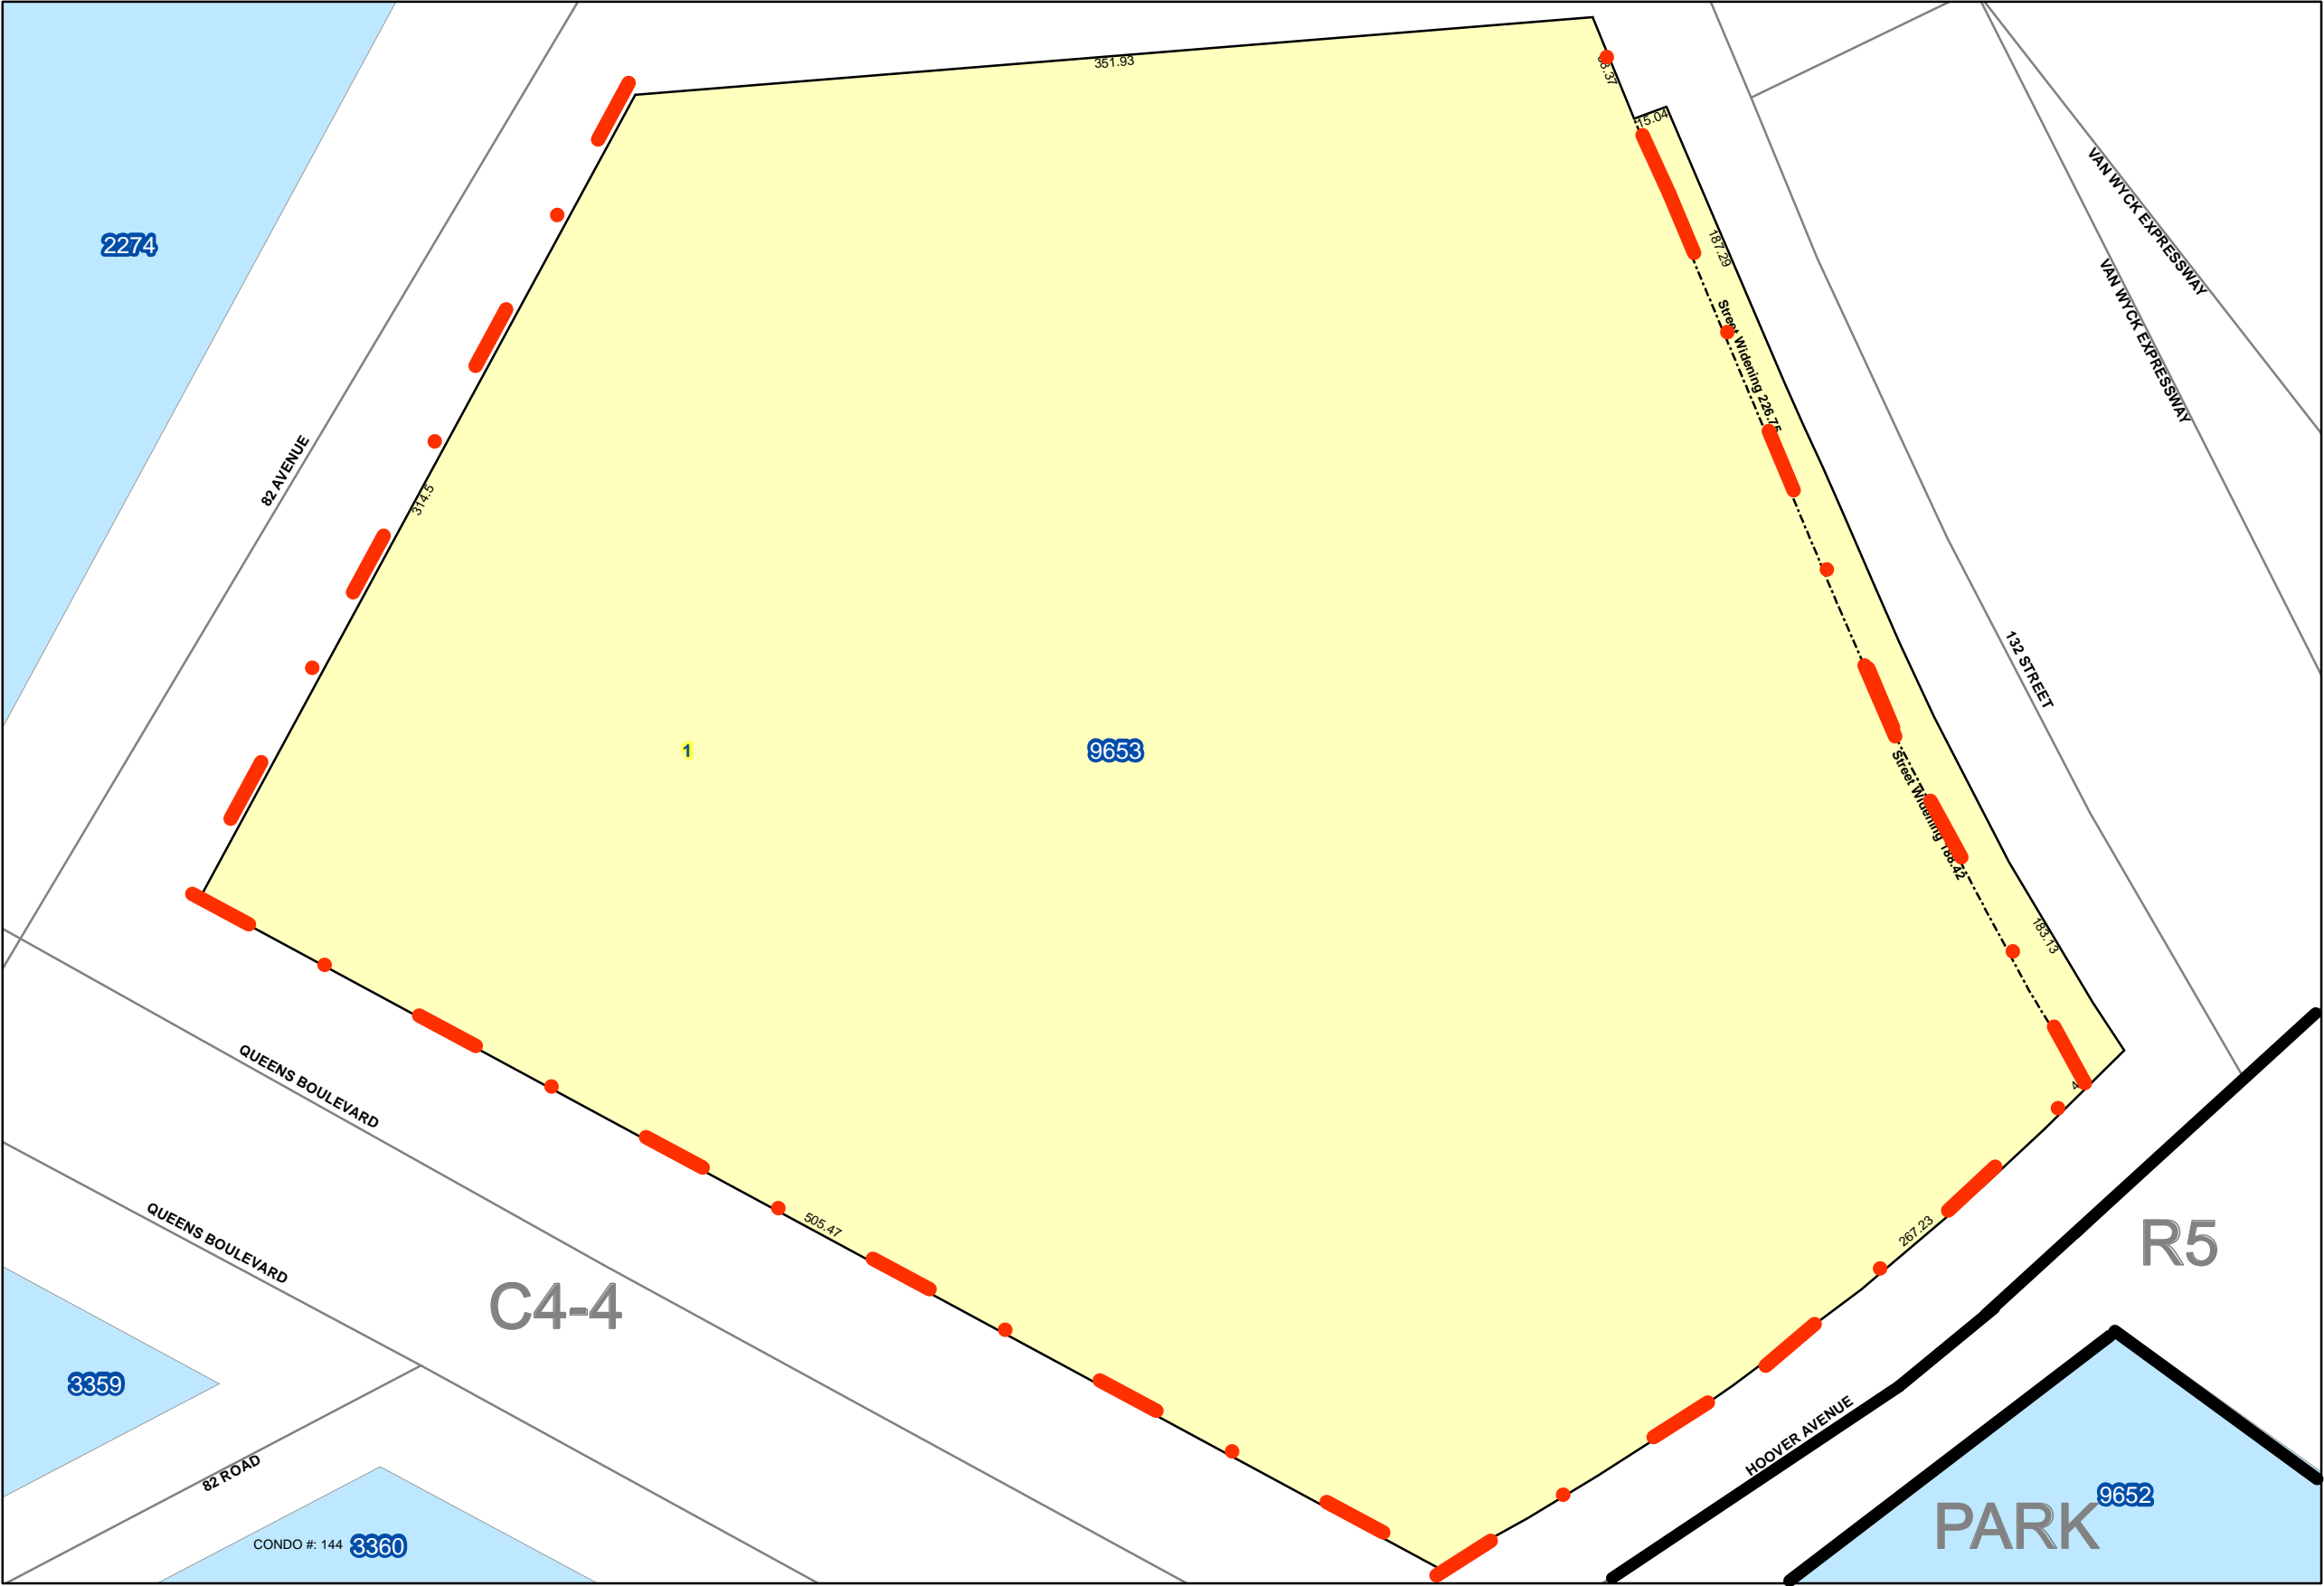 351.93
15.04
VAN WYCK EXPRESSWAY
2274
187.29
VAN WYCK EXPRESSWAY
Street Widening 226.75
82 AVENUE
314.5
132 STREET
1
9653
Street Widening 188.42
183.13
QUEENS BOULEVARD
4
QUEENS BOULEVARD
505.47
267.23
R5
C4-4
3359
HOOVER AVENUE
82 ROAD
9652
PARK
CONDO #: 144
3360